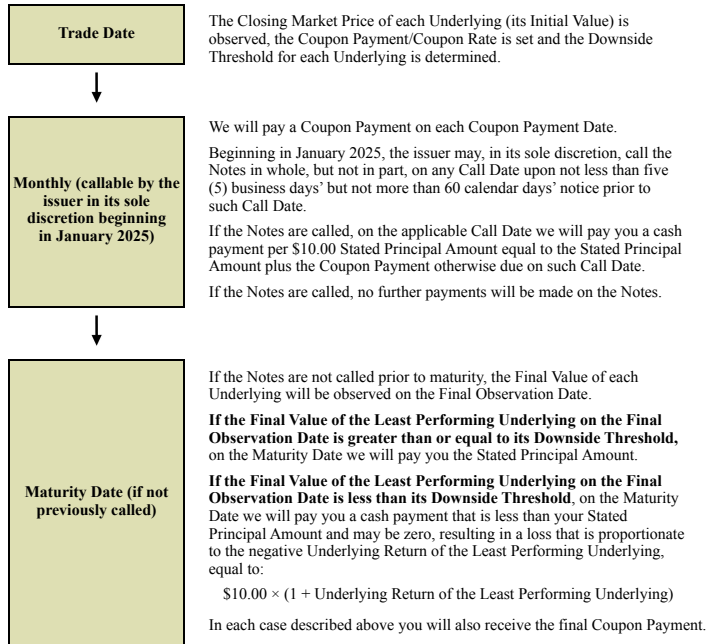 Trade Date
The Closing Market Price of each Underlying (its Initial Value) is
observed, the Coupon Payment/Coupon Rate is set and the Downside
Threshold for each Underlying is determined.
Monthly (callable by the
issuer in its sole
discretion beginning
in January 2025)
We will pay a Coupon Payment on each Coupon Payment Date.
Beginning in January 2025, the issuer may, in its sole discretion, call the
Notes in whole, but not in part, on any Call Date upon not less than five
(5) business days’ but not more than 60 calendar days’ notice prior to
such Call Date.
If the Notes are called, on the applicable Call Date we will pay you a cash
payment per $10.00 Stated Principal Amount equal to the Stated Principal
Amount plus the Coupon Payment otherwise due on such Call Date.
If the Notes are called, no further payments will be made on the Notes.
Maturity Date (if not
previously called)
If the Notes are not called prior to maturity, the Final Value of each
Underlying will be observed on the Final Observation Date.
If the Final Value of the Least Performing Underlying on the Final
Observation Date is greater than or equal to its Downside Threshold,
on the Maturity Date we will pay you the Stated Principal Amount.
If the Final Value of the Least Performing Underlying on the Final
Observation Date is less than its Downside Threshold, on the Maturity
Date we will pay you a cash payment that is less than your Stated
Principal Amount and may be zero, resulting in a loss that is proportionate
to the negative Underlying Return of the Least Performing Underlying,
equal to:
$10.00 × (1 + Underlying Return of the Least Performing Underlying)
In each case described above you will also receive the final Coupon Payment.